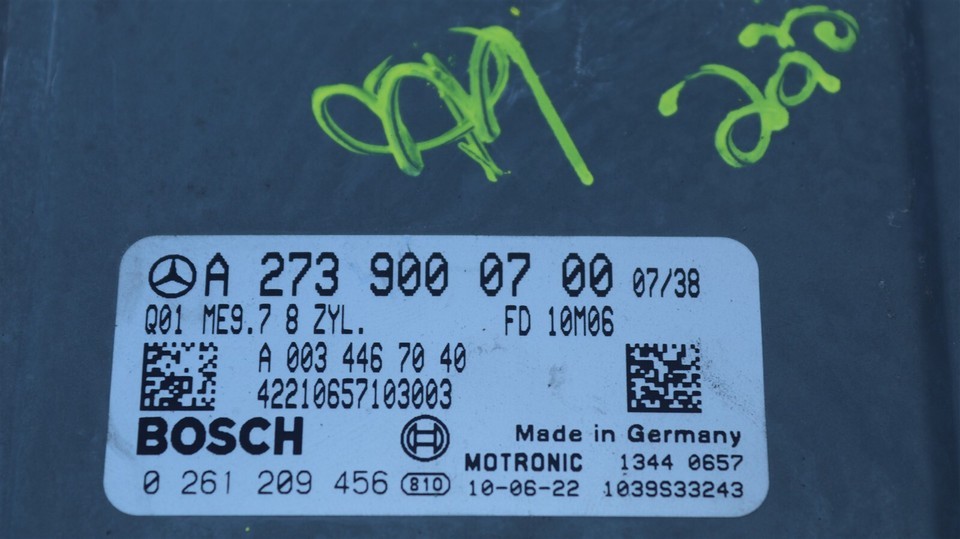 A 273 900 07 00 07/38
Q01 ME9.7 8 ZYL. FD 10M06
A 003 446 70 40
42210657103003
BOSCH
Made in Germany
MOTRONIC 1344 0657
0 261 209 456 810 10-06-22 1039S33243